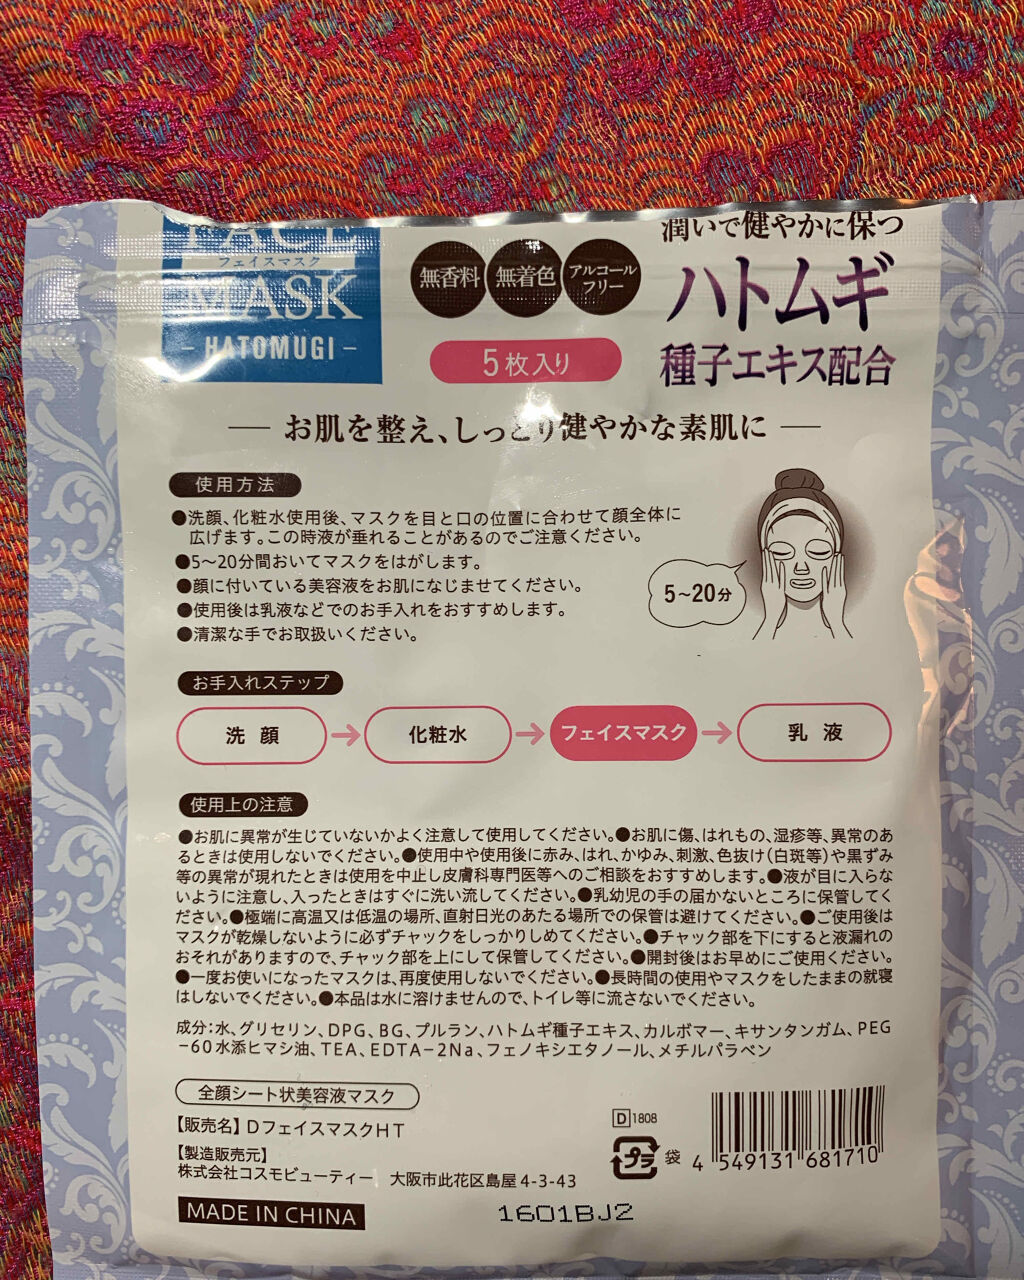 FACE
フェイスマスク
MASK
HATOMUGI
無香料
無着色
アルコール
フリー
5枚入り
潤いで健やかに保つ
ハトムギ
種子エキス配合
お肌を整え、しっとり健やかな素肌に
使用方法
●洗顔、化粧水使用後、マスクを目と口の位置に合わせて顔全体に
広げます。この時液が垂れることがあるのでご注意ください。
●5〜20分間おいてマスクをはがします。
●顔に付いている美容液をお肌になじませてください。
●使用後は乳液などでのお手入れをおすすめします。
●清潔な手でお取扱いください。
5〜20分
お手入れステップ
洗顔→化粧水→フェイスマスク→乳液
使用上の注意
●お肌に異常が生じていないかよく注意して使用してください。●お肌に傷、はれもの、湿疹等、異常のあ
るときは使用しないでください。●使用中や使用後に赤み、はれ、かゆみ、刺激、色抜け(白斑等)や黒ずみ
等の異常が現れたときは使用を中止し皮膚科専門医等へのご相談をおすすめします。●液が目に入らな
いように注意し、入ったときはすぐに洗い流してください。●乳幼児の手の届かないところに保管してく
ださい。●極端に高温又は低温の場所、直射日光のあたる場所での保管は避けてください。●ご使用後は
マスクが乾燥しないように必ずチャックをしっかりしめてください。●チャック部を下にすると液漏れの
おそれがありますので、チャック部を上にして保管してください。●開封後はお早めにご使用ください。
●一度お使いになったマスクは、再度使用しないでください。●長時間の使用やマスクをしたままの就寝
はしないでください。●本品は水に溶けませんので、トイレ等に流さないでください。
成分:水、グリセリン、DPG、BG、プルラン、ハトムギ種子エキス、カルボマー、キサンタンガム、PEG
-60水添ヒマシ油、TEA、EDTA-2Na、フェノキシエタノール、メチルパラベン
全顔シート状美容液マスク
【販売名】DフェイスマスクHT
【製造販売元】
株式会社コスモビューティー 大阪市此花区島屋4-3-43
D 1808
プラ 袋
4 549131 681710
MADE IN CHINA
1601BJ2